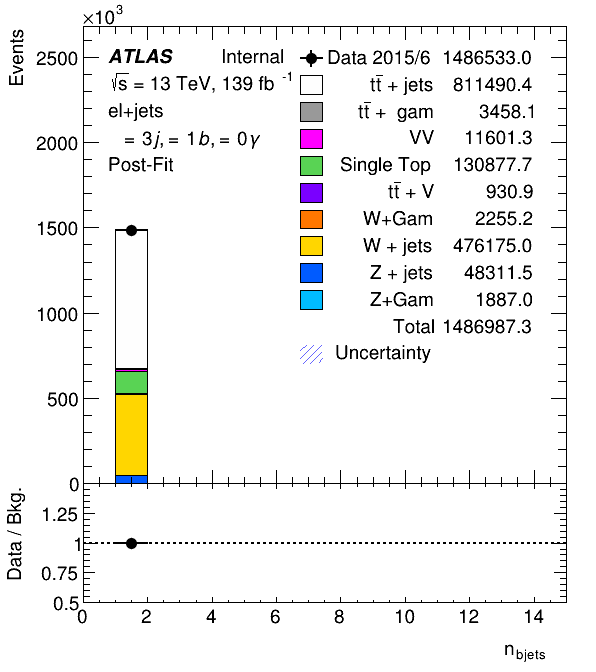 ×10³
Events
2500
2000
1500
1000
500
0
ATLAS Internal
√s = 13 TeV, 139 fb⁻¹
el+jets
= 3j, = 1b, = 0γ
Post-Fit
Data 2015/6 1486533.0
tt̄ + jets 811490.4
tt̄ + gam 3458.1
VV 11601.3
Single Top 130877.7
tt̄ + V 930.9
W+Gam 2255.2
W + jets 476175.0
Z + jets 48311.5
Z+Gam 1887.0
Total 1486987.3
Uncertainty
Data / Bkg.
1.25
1
0.75
0.5
0 2 4 6 8 10 12 14
n_bjets